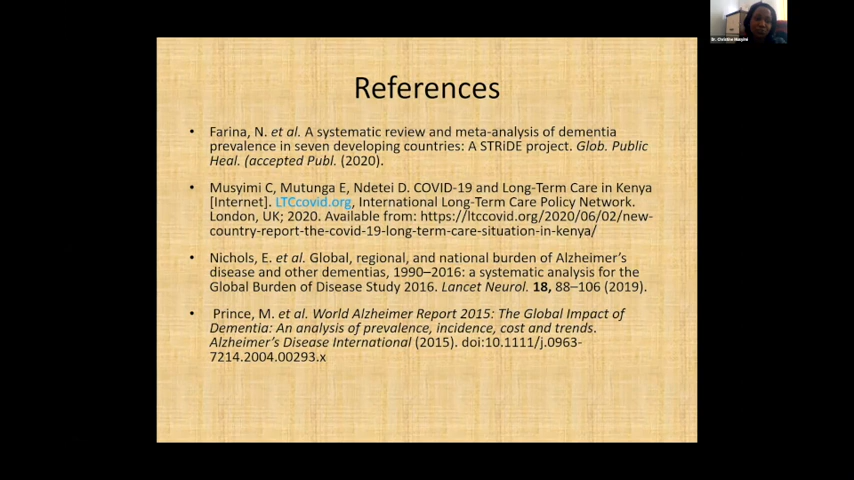 Dr. Christine Musyimi
References
• Farina, N. et al. A systematic review and meta-analysis of dementia
prevalence in seven developing countries: A STRiDE project. Glob. Public
Heal. (accepted Publ. (2020).
• Musyimi C, Mutunga E, Ndetei D. COVID-19 and Long-Term Care in Kenya
[Internet]. LTCcovid.org, International Long-Term Care Policy Network.
London, UK; 2020. Available from: https://ltccovid.org/2020/06/02/new-
country-report-the-covid-19-long-term-care-situation-in-kenya/
• Nichols, E. et al. Global, regional, and national burden of Alzheimer’s
disease and other dementias, 1990–2016: a systematic analysis for the
Global Burden of Disease Study 2016. Lancet Neurol. 18, 88–106 (2019).
• Prince, M. et al. World Alzheimer Report 2015: The Global Impact of
Dementia: An analysis of prevalence, incidence, cost and trends.
Alzheimer’s Disease International (2015). doi:10.1111/j.0963-
7214.2004.00293.x